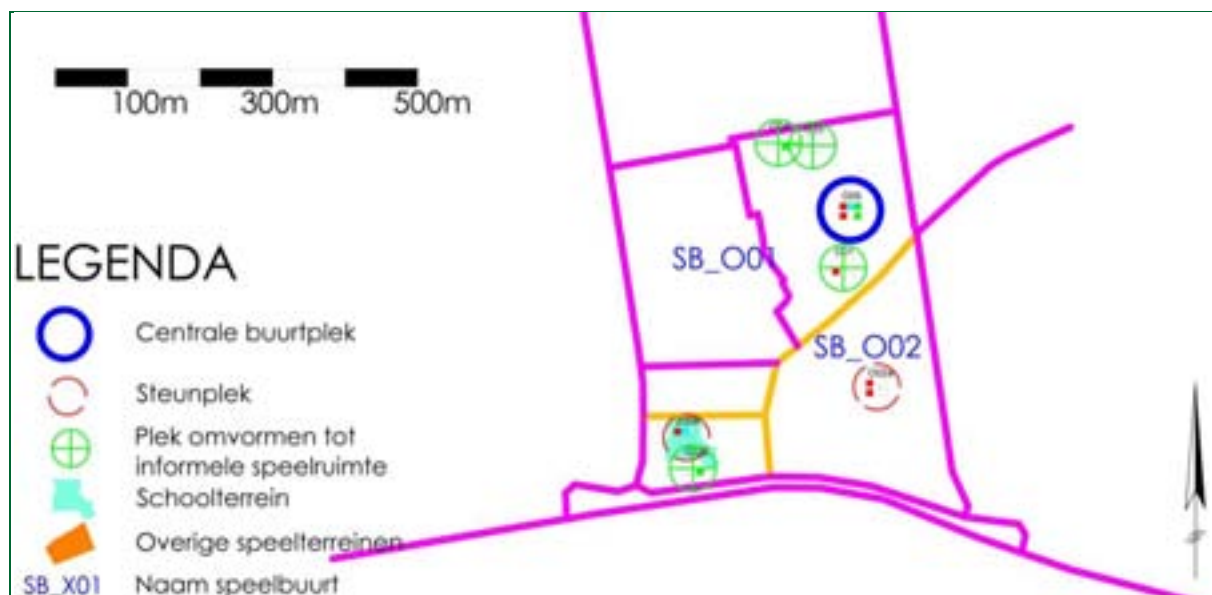 100m 300m 500m
LEGENDA
Centrale buurtplek
Steunplek
Plek omvormen tot
informele speelruimte
Schoolterrein
Overige speelterreinen
SB_X01 Naam speelbuurt
SB_O01
SB_O02